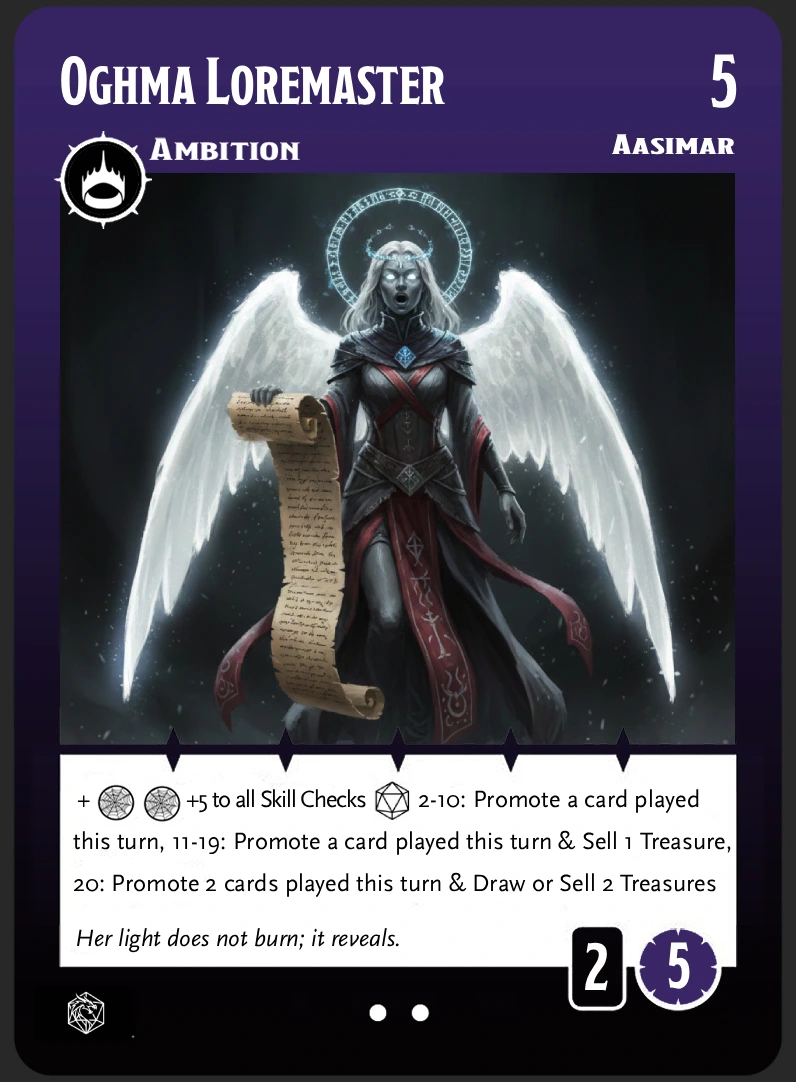 Oghma Loremaster 5
Ambition Aasimar
+ +5 to all Skill Checks 2-10: Promote a card played
this turn, 11-19: Promote a card played this turn & Sell 1 Treasure,
20: Promote 2 cards played this turn & Draw or Sell 2 Treasures
Her light does not burn; it reveals.
2 5